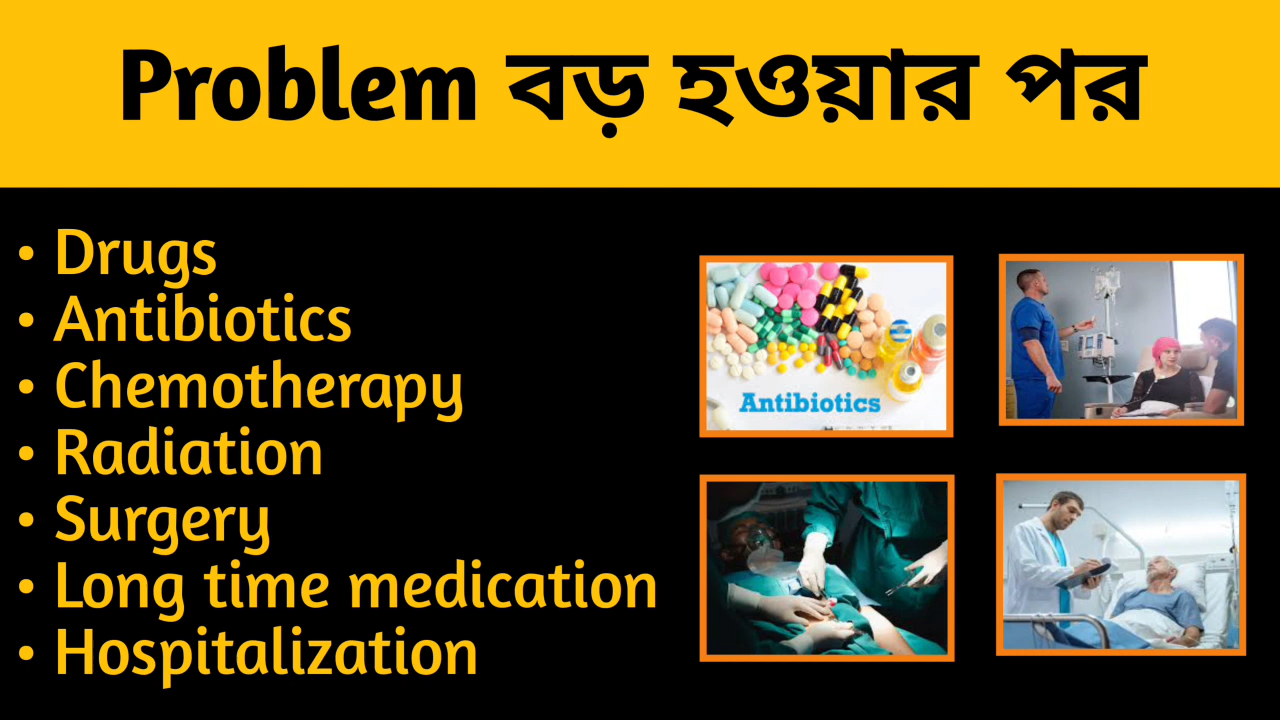 Problem বড় হওয়ার পর
• Drugs
• Antibiotics
• Chemotherapy
• Radiation
• Surgery
• Long time medication
• Hospitalization
Antibiotics